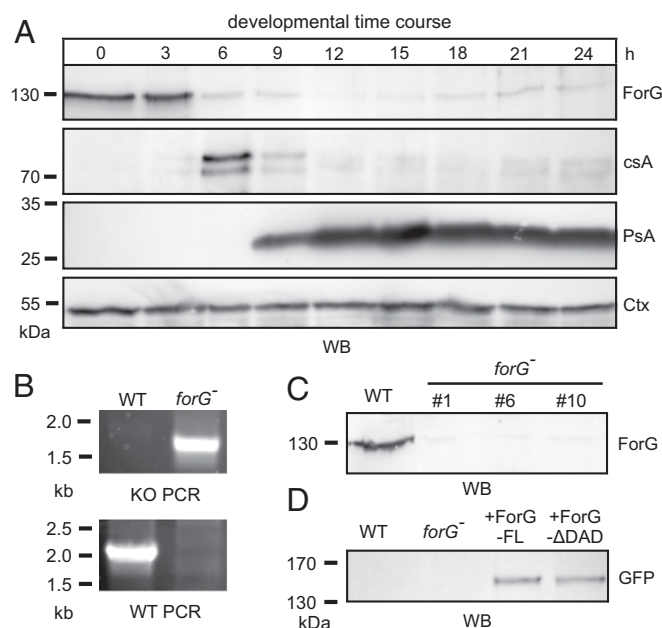 A
developmental time course
0 3 6 9 12 15 18 21 24 h
130 ForG
70 csA
35
25 PsA
55 Ctx
kDa
WB
B
WT forG-
2.0
1.5
kb
KO PCR
2.5
2.0
1.5
kb
WT PCR
C
forG-
WT #1 #6 #10
130 ForG
WB
D
WT forG- +ForG-FL +ForG-ΔDAD
170
GFP
130
kDa
WB